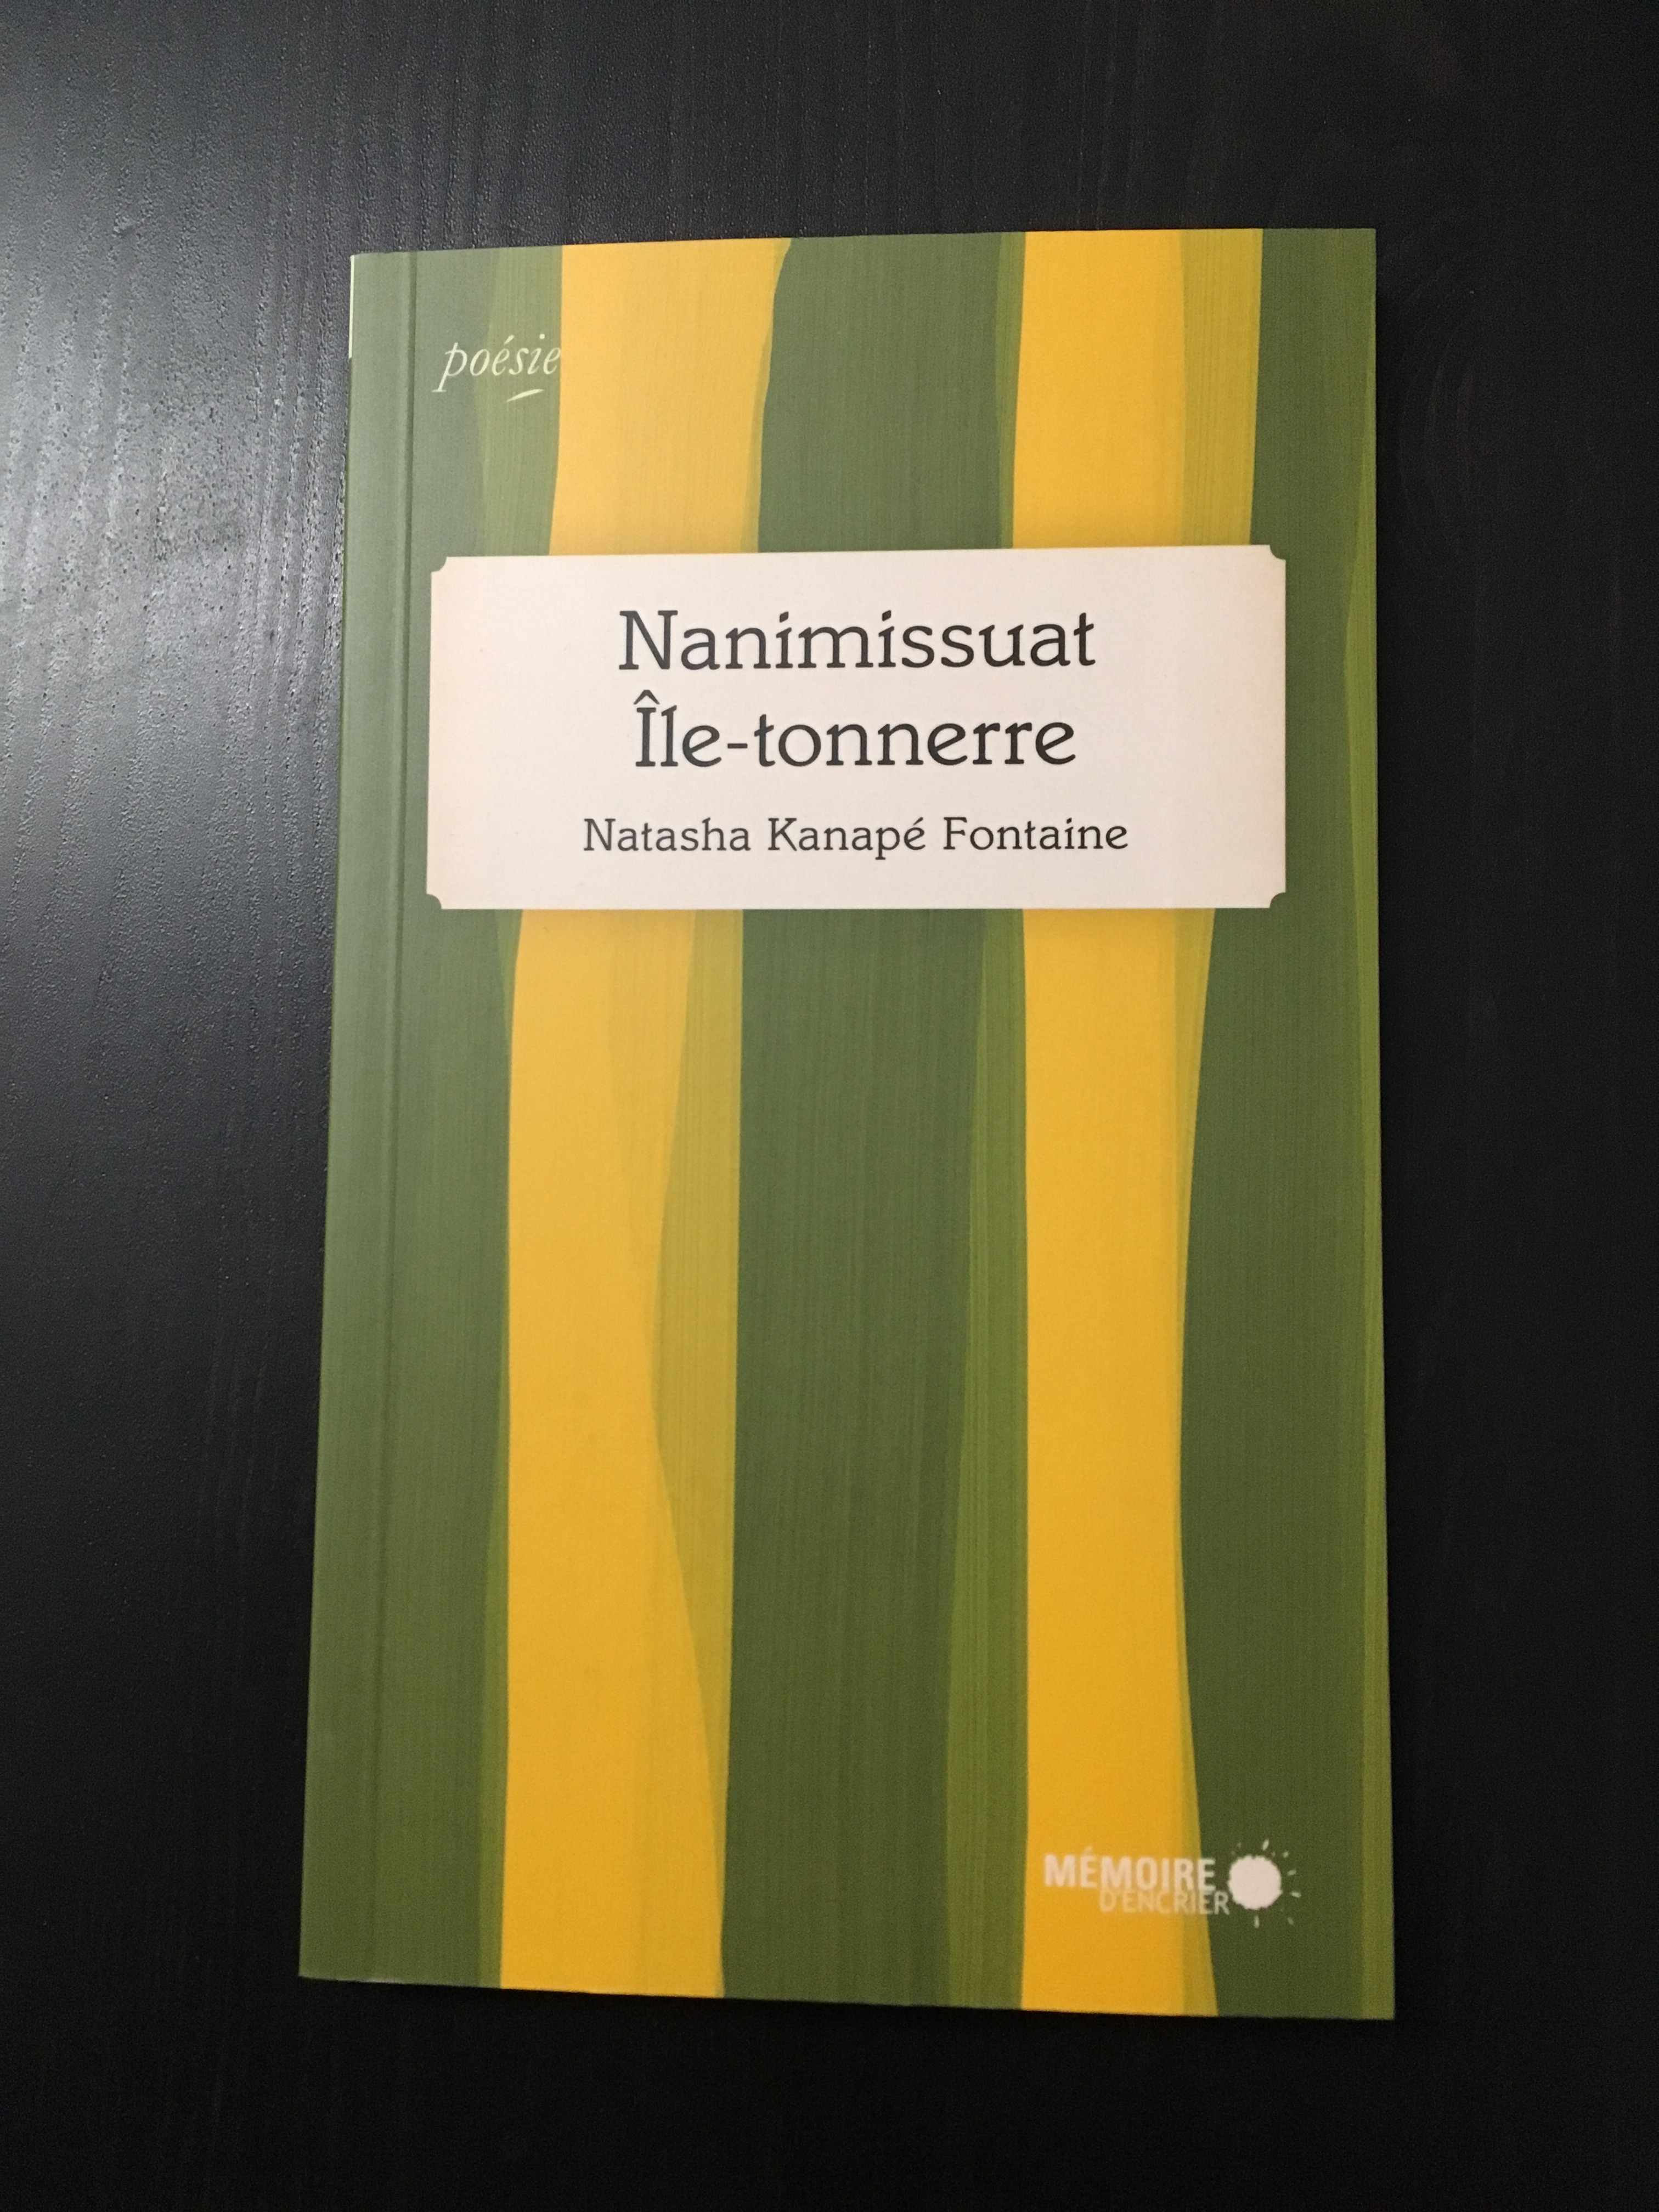 poésie
Nanimissuat
Île-tonnerre
Natasha Kanapé Fontaine
MÉMOIRE
D'ENCRIER